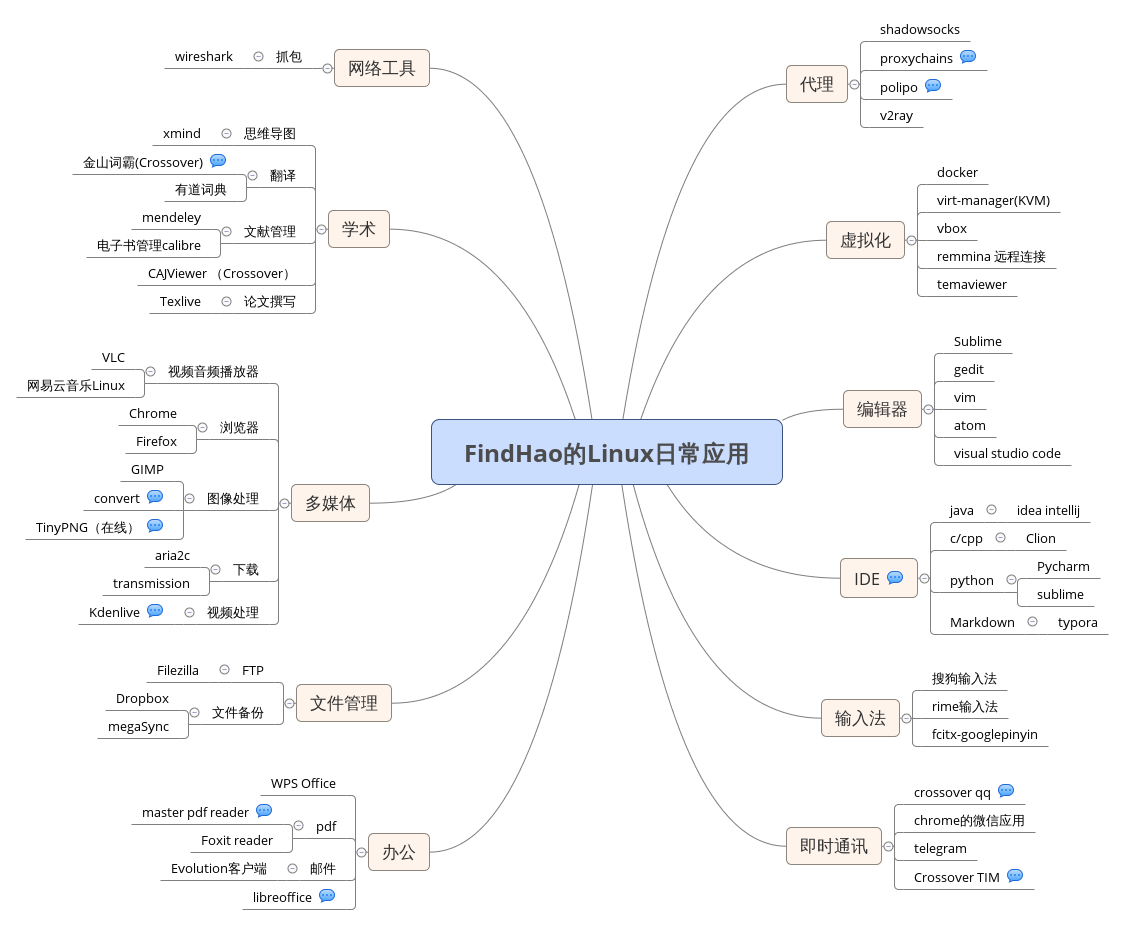 FindHao的Linux日常应用
网络工具
抓包
wireshark
学术
思维导图
xmind
翻译
金山词霸(Crossover)
有道词典
文献管理
mendeley
电子书管理calibre
CAJViewer （Crossover）
论文撰写
Texlive
多媒体
视频音频播放器
VLC
网易云音乐Linux
浏览器
Chrome
Firefox
图像处理
GIMP
convert
TinyPNG（在线）
下载
aria2c
transmission
视频处理
Kdenlive
文件管理
FTP
Filezilla
文件备份
Dropbox
megaSync
办公
WPS Office
pdf
master pdf reader
Foxit reader
邮件
Evolution客户端
libreoffice
代理
shadowsocks
proxychains
polipo
v2ray
虚拟化
docker
virt-manager(KVM)
vbox
remmina 远程连接
temaviewer
编辑器
Sublime
gedit
vim
atom
visual studio code
IDE
java
idea intellij
c/cpp
Clion
python
Pycharm
sublime
Markdown
typora
输入法
搜狗输入法
rime输入法
fcitx-googlepinyin
即时通讯
crossover qq
chrome的微信应用
telegram
Crossover TIM